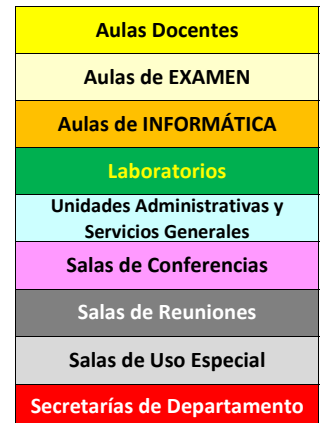 Aulas Docentes
Aulas de EXAMEN
Aulas de INFORMÁTICA
Laboratorios
Unidades Administrativas y
Servicios Generales
Salas de Conferencias
Salas de Reuniones
Salas de Uso Especial
Secretarías de Departamento